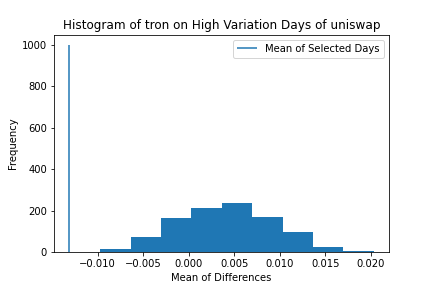 Histogram of tron on High Variation Days of uniswap
Mean of Selected Days
Frequency
1000
800
600
400
200
0
−0.010 −0.005 0.000 0.005 0.010 0.015 0.020
Mean of Differences